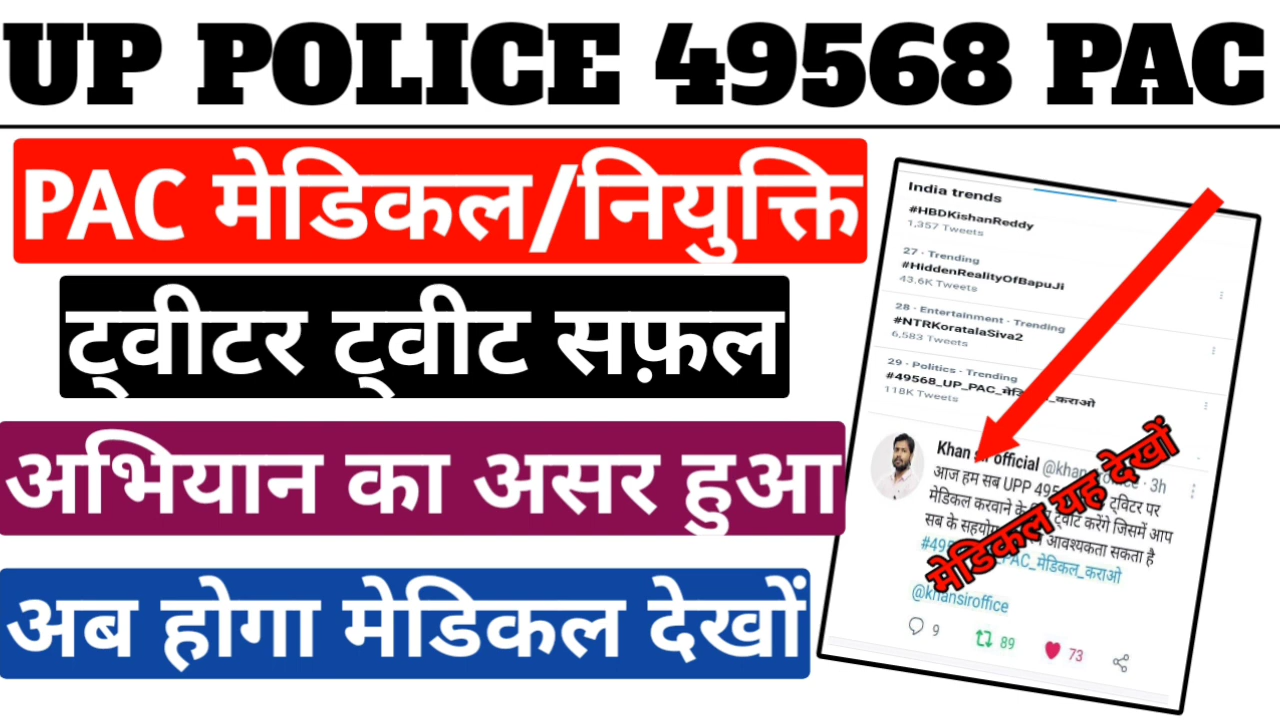 UP POLICE 49568 PAC
PAC मेडिकल/नियुक्ति
ट्वीटर ट्वीट सफ़ल
अभियान का असर हुआ
अब होगा मेडिकल देखों
India trends
#HBDKishanReddy
1,357 Tweets
27 · Trending
#HiddenRealityOfBapuJi
43.6K Tweets
28 · Entertainment · Trending
#NTRKoratalaSiva2
6,583 Tweets
29 · Politics · Trending
#49568_UP_PAC_मेडिकल_कराओ
118K Tweets
Khan sir official · 3h
आज हम सब UPP ट्विटर पर
मेडिकल करवाने के ट्वीट करेंगे जिसमें आप
सब के आवश्यकता सकता है
PAC_मेडिकल_कराओ
@khansiroffice
9 89 73
मेडिकल यह देखों